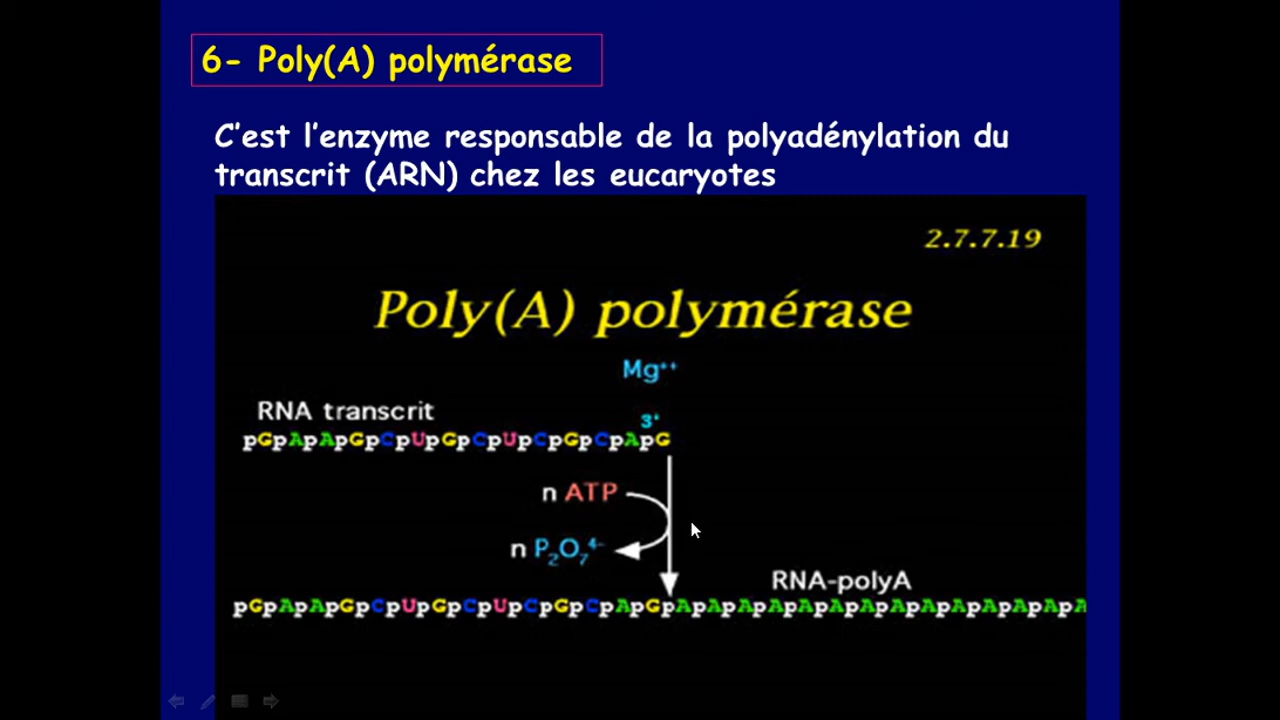 6- Poly(A) polymérase
C'est l'enzyme responsable de la polyadénylation du
transcrit (ARN) chez les eucaryotes
2.7.7.19
Poly(A) polymérase
Mg⁺⁺
RNA transcrit
3'
pGpApApGpCpUpGpCpUpCpGpCpApG
n ATP
n P₂O₇⁴⁻
RNA-polyA
pGpApApGpCpUpGpCpUpCpGpCpApGpApApApApApApApApApApApApApA